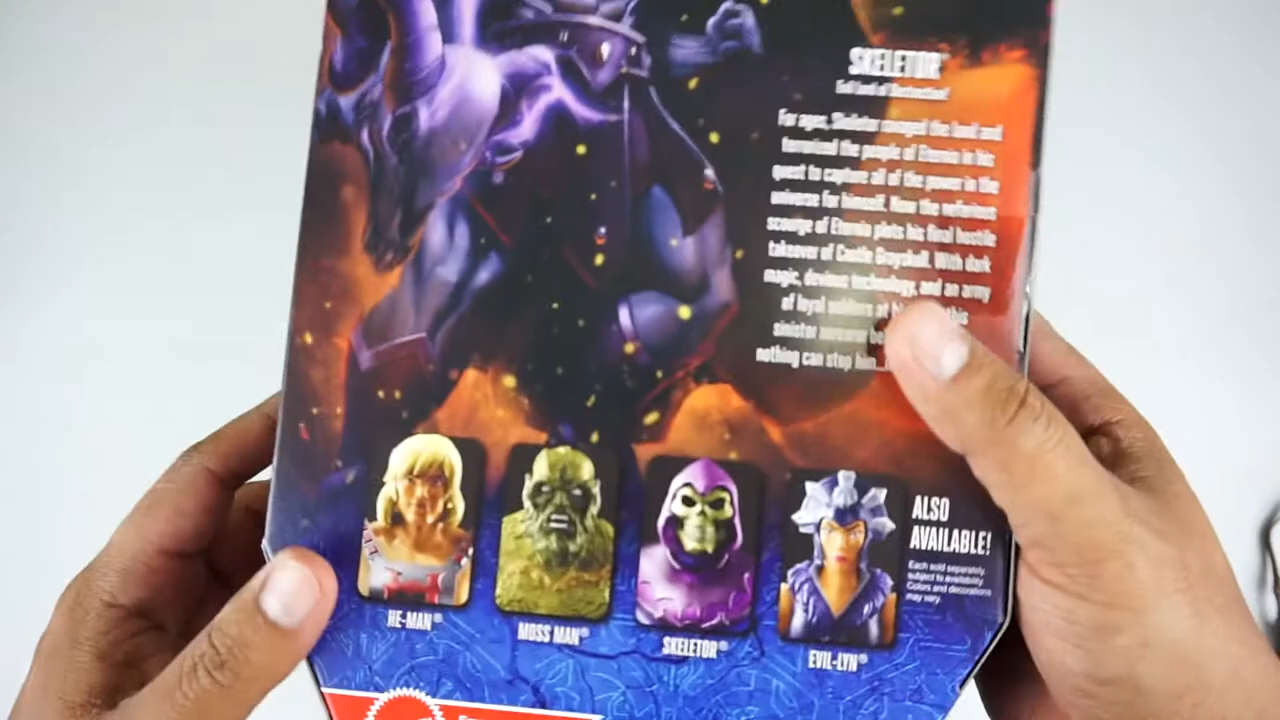 SKELETOR
Evil Lord of Destruction!
For ages, Skeletor ravaged the land and
terrorized the people of Eternia in his
quest to capture all of the power in the
universe for himself. Now the notorious
scourge of Eternia plots his final hostile
takeover of Castle Grayskull. With dark
magic, devious technology, and an army
of loyal soldiers at this
sinister
nothing can stop him...
ALSO
AVAILABLE!
Each sold separately,
subject to availability.
Colors and decorations
may vary.
HE-MAN®
MOSS MAN®
SKELETOR®
EVIL-LYN®